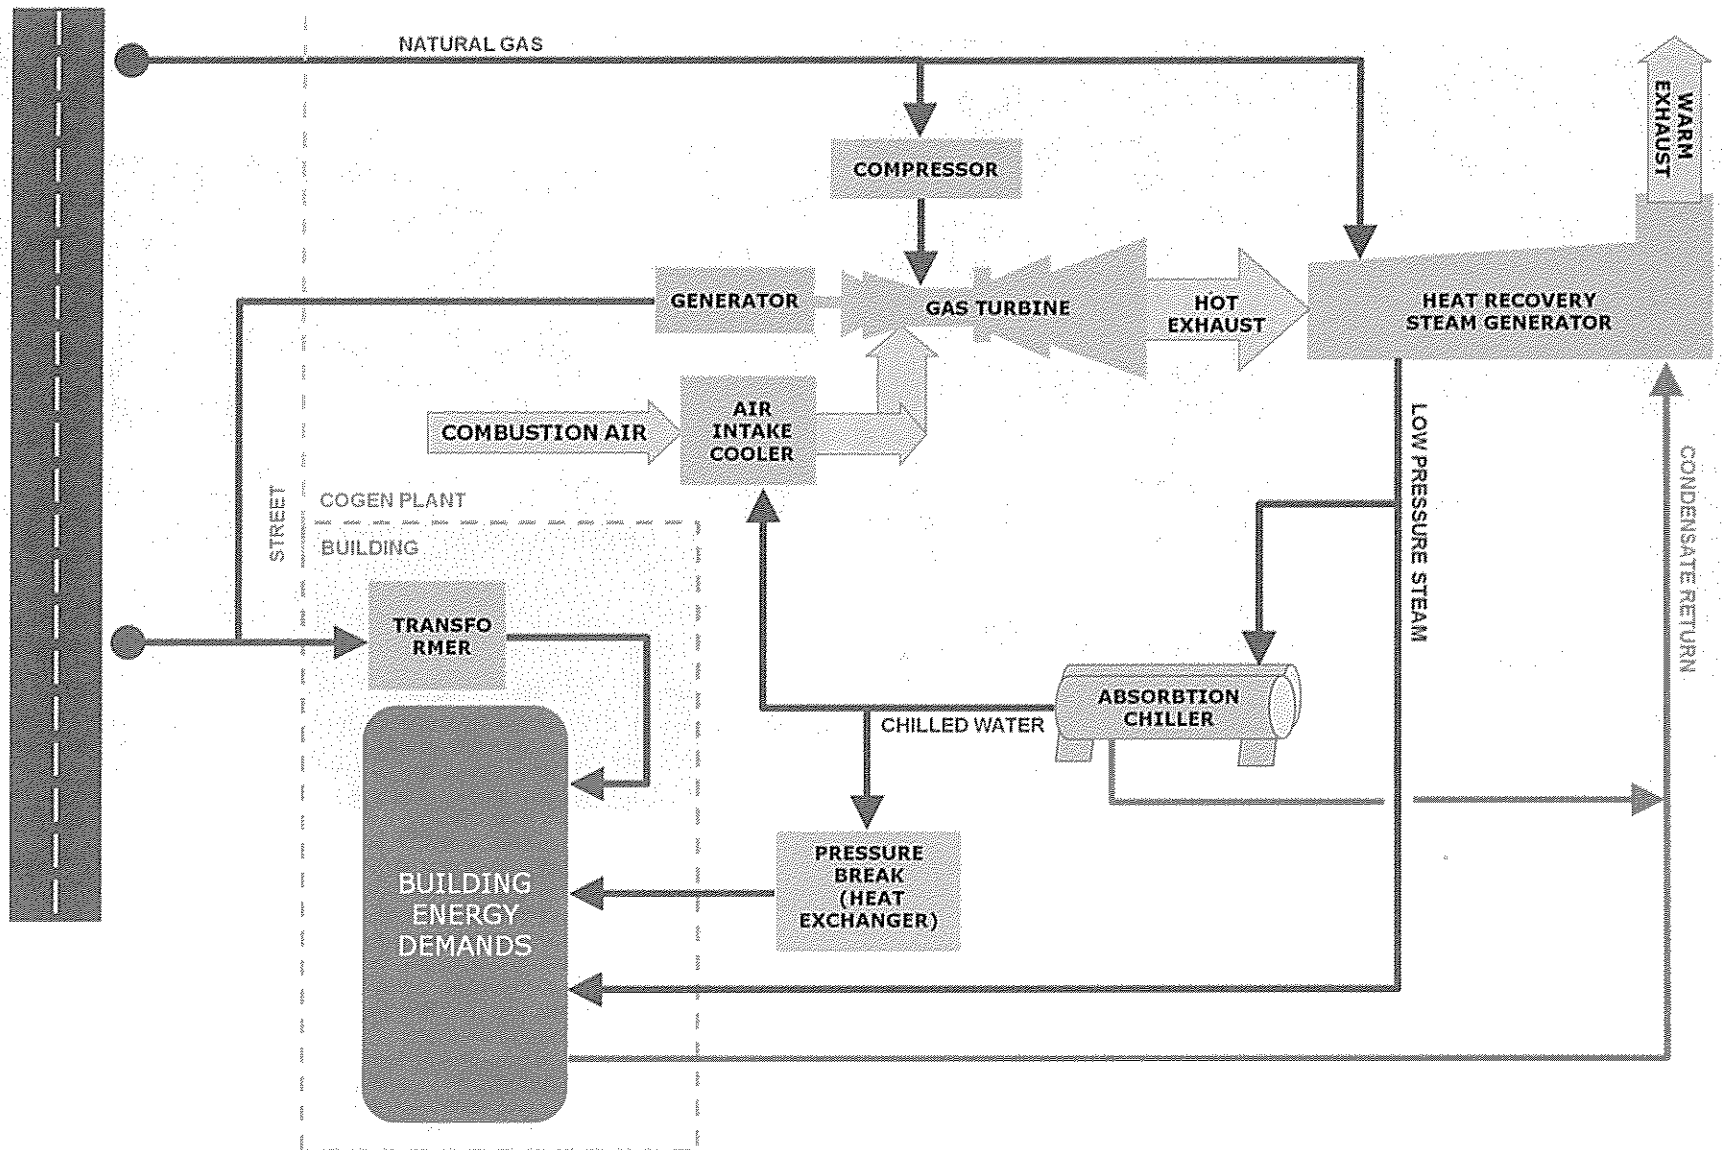 NATURAL GAS
WARM
EXHAUST
COMPRESSOR
GENERATOR
GAS TURBINE
HOT
EXHAUST
HEAT RECOVERY
STEAM GENERATOR
COMBUSTION AIR
AIR
INTAKE
COOLER
LOW PRESSURE STEAM
CONDENSATE RETURN
STREET
COGEN PLANT
BUILDING
TRANSFO
RMER
ABSORBTION
CHILLER
CHILLED WATER
PRESSURE
BREAK
(HEAT
EXCHANGER)
BUILDING
ENERGY
DEMANDS